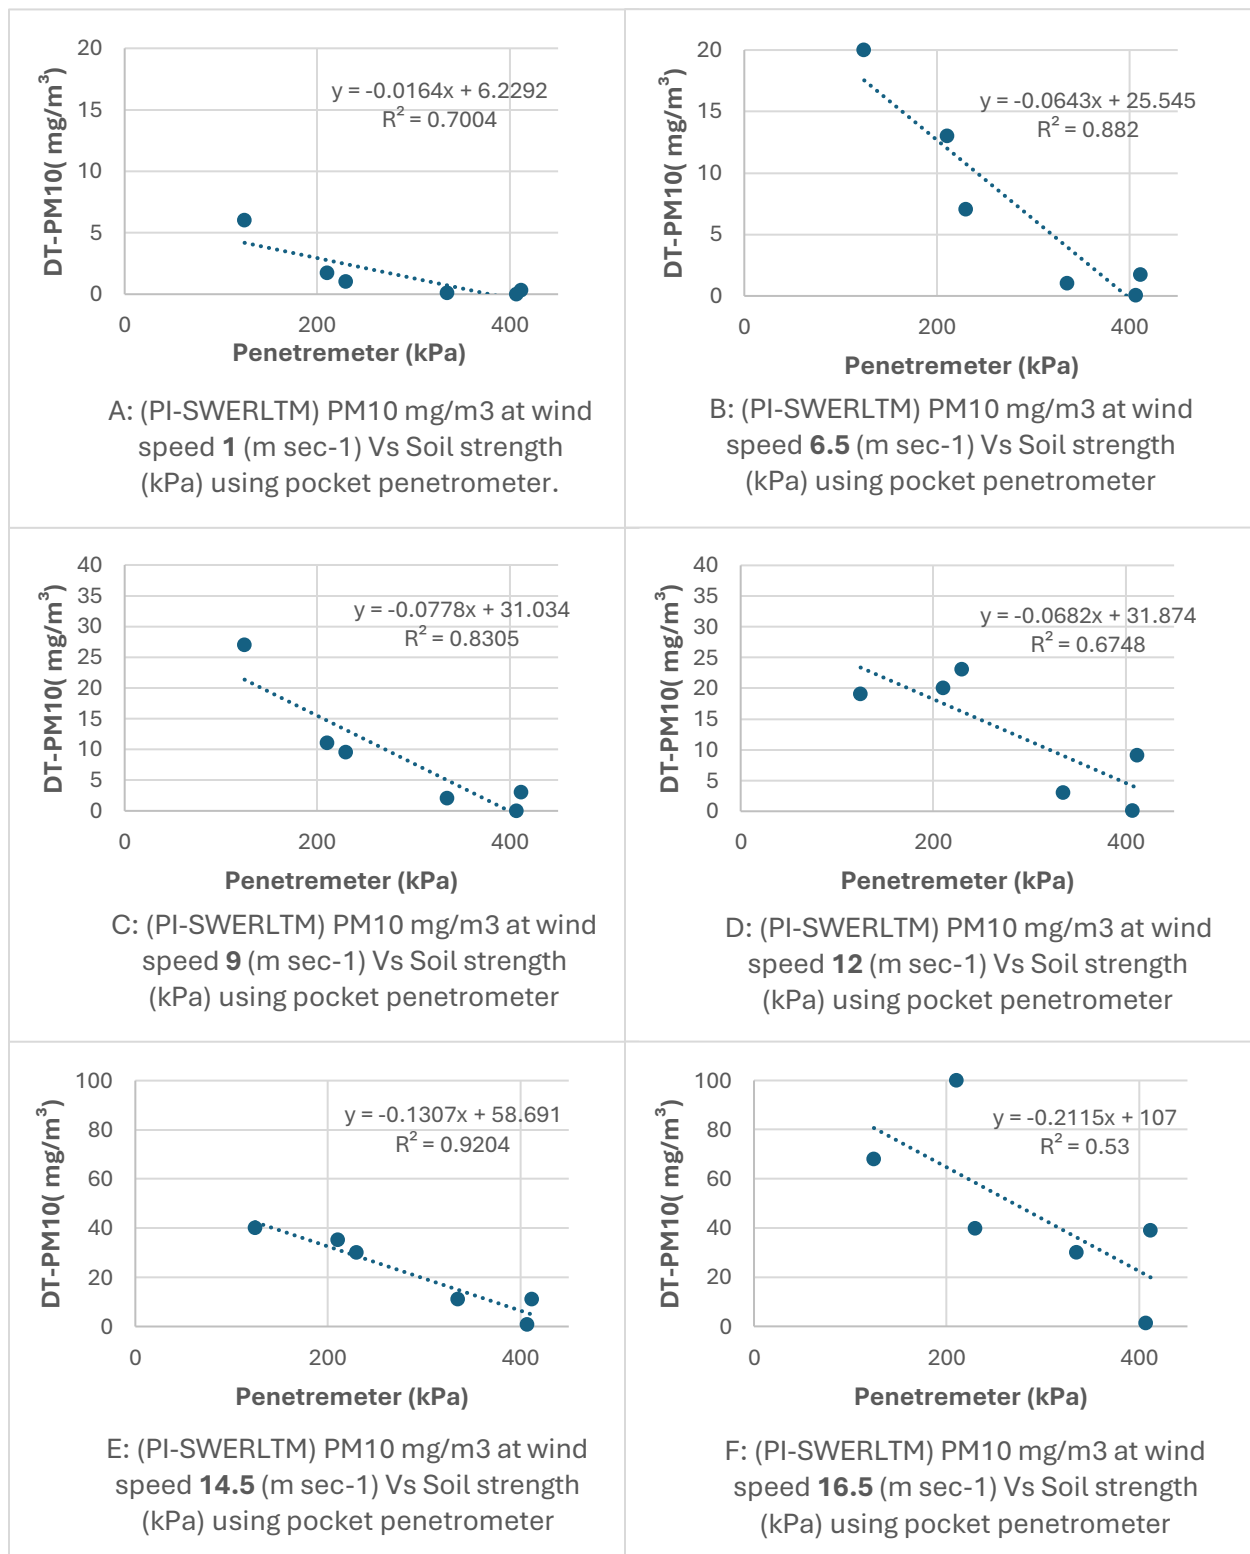 20
15
10
5
0
DT-PM10( mg/m³)
y = -0.0164x + 6.2292
R² = 0.7004
0 200 400
Penetremeter (kPa)
A: (PI-SWERLTM) PM10 mg/m3 at wind
speed 1 (m sec-1) Vs Soil strength
(kPa) using pocket penetrometer.
20
15
10
5
0
DT-PM10( mg/m³)
y = -0.0643x + 25.545
R² = 0.882
0 200 400
Penetremeter (kPa)
B: (PI-SWERLTM) PM10 mg/m3 at wind
speed 6.5 (m sec-1) Vs Soil strength
(kPa) using pocket penetrometer
40
35
30
25
20
15
10
5
0
DT-PM10( mg/m³)
y = -0.0778x + 31.034
R² = 0.8305
0 200 400
Penetremeter (kPa)
C: (PI-SWERLTM) PM10 mg/m3 at wind
speed 9 (m sec-1) Vs Soil strength
(kPa) using pocket penetrometer
40
35
30
25
20
15
10
5
0
DT-PM10( mg/m³)
y = -0.0682x + 31.874
R² = 0.6748
0 200 400
Penetremeter (kPa)
D: (PI-SWERLTM) PM10 mg/m3 at wind
speed 12 (m sec-1) Vs Soil strength
(kPa) using pocket penetrometer
100
80
60
40
20
0
DT-PM10( mg/m³)
y = -0.1307x + 58.691
R² = 0.9204
0 200 400
Penetremeter (kPa)
E: (PI-SWERLTM) PM10 mg/m3 at wind
speed 14.5 (m sec-1) Vs Soil strength
(kPa) using pocket penetrometer
100
80
60
40
20
0
DT-PM10( mg/m³)
y = -0.2115x + 107
R² = 0.53
0 200 400
Penetremeter (kPa)
F: (PI-SWERLTM) PM10 mg/m3 at wind
speed 16.5 (m sec-1) Vs Soil strength
(kPa) using pocket penetrometer